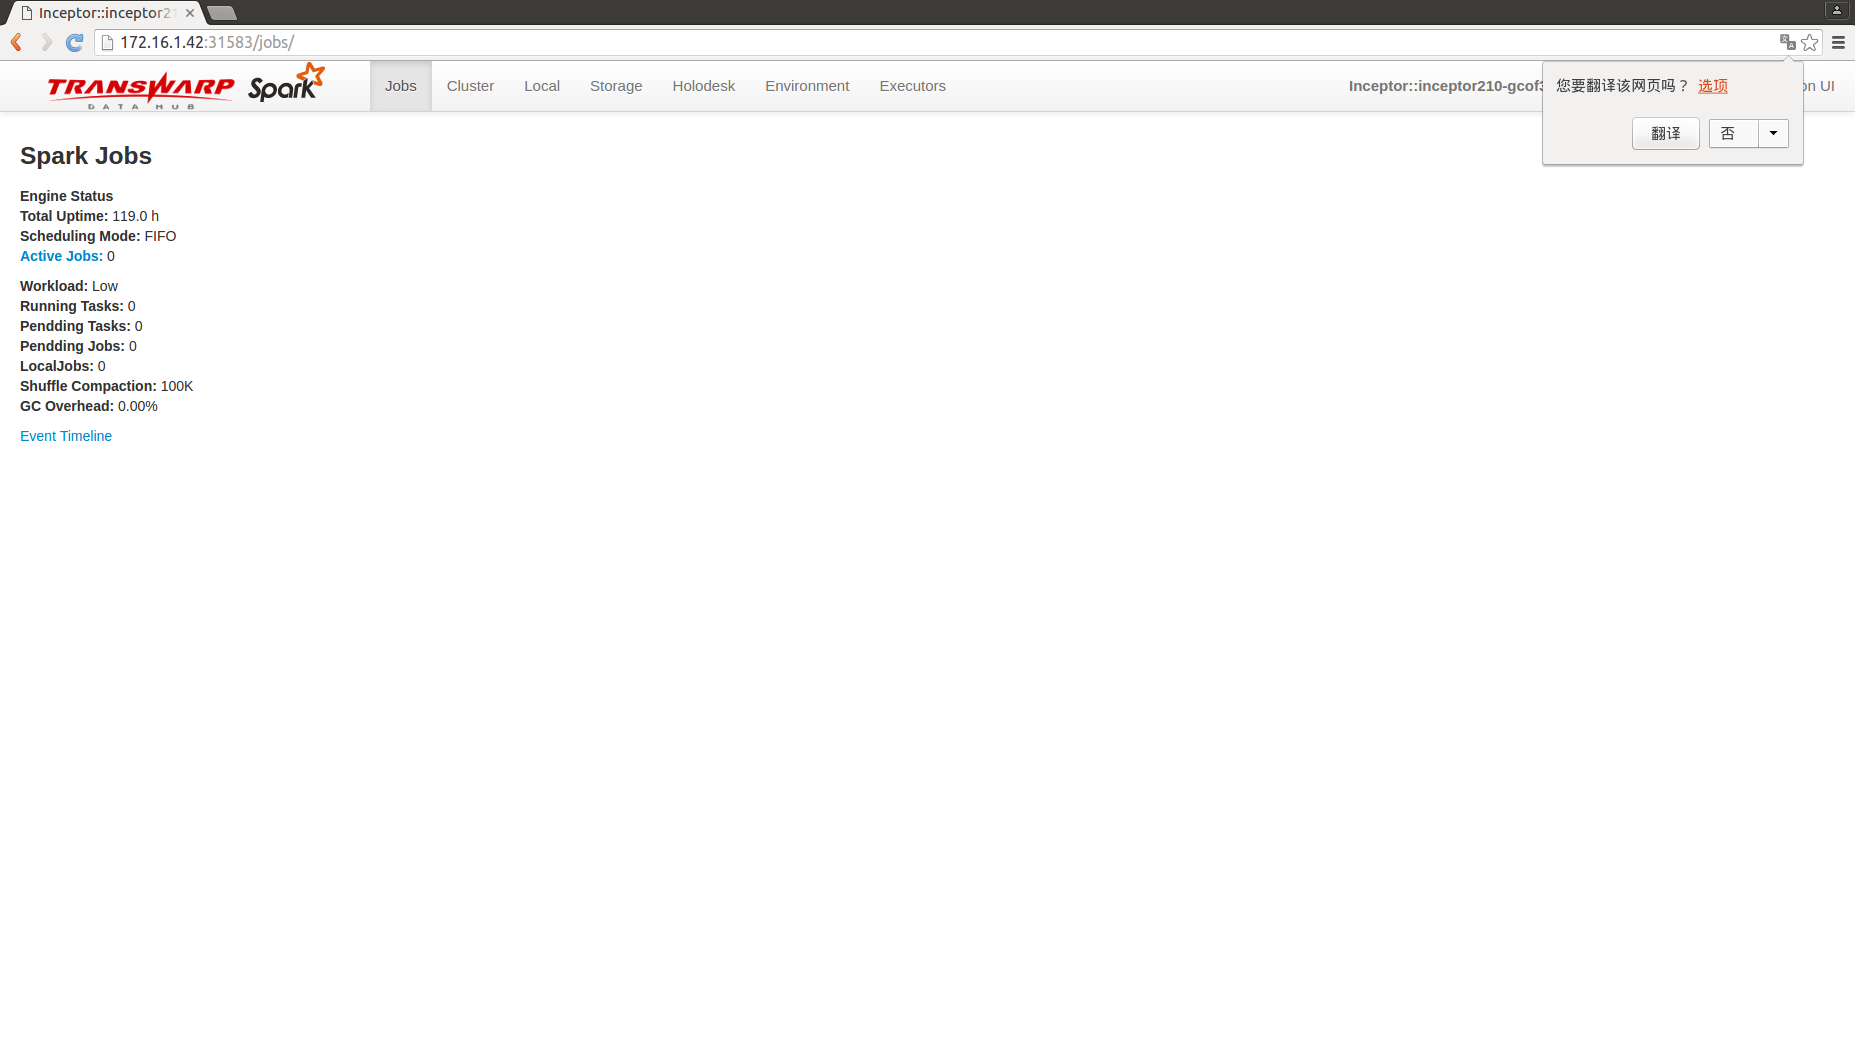 Inceptor::inceptor21
172.16.1.42:31583/jobs/
TRANSWARP
DATA HUB
Spark
Jobs Cluster Local Storage Holodesk Environment Executors
Inceptor::inceptor210-gcof
on UI
您要翻译该网页吗？ 选项
翻译 否
Spark Jobs
Engine Status
Total Uptime: 119.0 h
Scheduling Mode: FIFO
Active Jobs: 0
Workload: Low
Running Tasks: 0
Pendding Tasks: 0
Pendding Jobs: 0
LocalJobs: 0
Shuffle Compaction: 100K
GC Overhead: 0.00%
Event Timeline